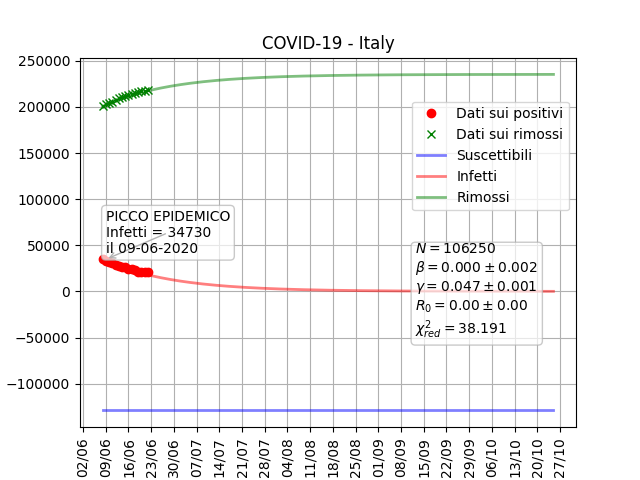 COVID-19 - Italy
250000
200000
150000
100000
50000
0
−50000
−100000
Dati sui positivi
Dati sui rimossi
Suscettibili
Infetti
Rimossi
PICCO EPIDEMICO
Infetti = 34730
il 09-06-2020
N = 106250
β = 0.000 ± 0.002
γ = 0.047 ± 0.001
R₀ = 0.00 ± 0.00
χ²red = 38.191
02/06
09/06
16/06
23/06
30/06
07/07
14/07
21/07
28/07
04/08
11/08
18/08
25/08
01/09
08/09
15/09
22/09
29/09
06/10
13/10
20/10
27/10